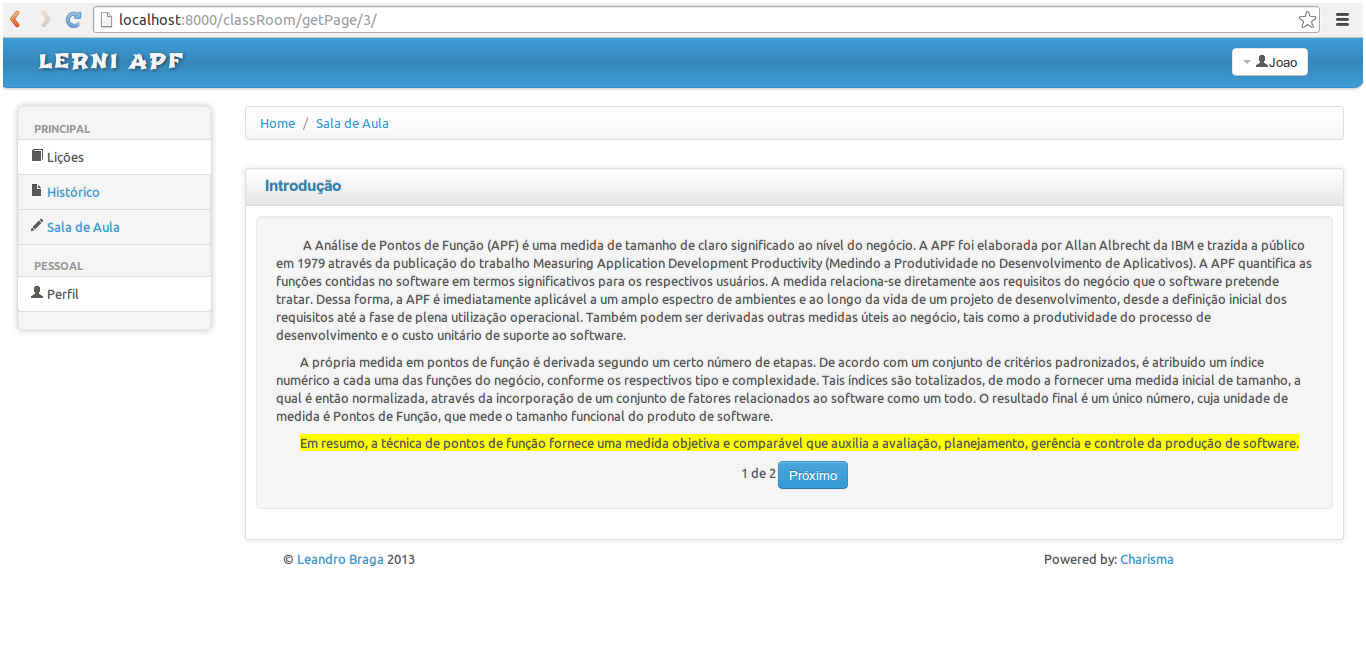 localhost:8000/classRoom/getPage/3/
LERNI APF
Joao
PRINCIPAL
Lições
Histórico
Sala de Aula
PESSOAL
Perfil
Home / Sala de Aula
Introdução
A Análise de Pontos de Função (APF) é uma medida de tamanho de claro significado ao nível do negócio. A APF foi elaborada por Allan Albrecht da IBM e trazida a público
em 1979 através da publicação do trabalho Measuring Application Development Productivity (Medindo a Produtividade no Desenvolvimento de Aplicativos). A APF quantifica as
funções contidas no software em termos significativos para os respectivos usuários. A medida relaciona-se diretamente aos requisitos do negócio que o software pretende
tratar. Dessa forma, a APF é imediatamente aplicável a um amplo espectro de ambientes e ao longo da vida de um projeto de desenvolvimento, desde a definição inicial dos
requisitos até a fase de plena utilização operacional. Também podem ser derivadas outras medidas úteis ao negócio, tais como a produtividade do processo de
desenvolvimento e o custo unitário de suporte ao software.
A própria medida em pontos de função é derivada segundo um certo número de etapas. De acordo com um conjunto de critérios padronizados, é atribuído um índice
numérico a cada uma das funções do negócio, conforme os respectivos tipo e complexidade. Tais índices são totalizados, de modo a fornecer uma medida inicial de tamanho, a
qual é então normalizada, através da incorporação de um conjunto de fatores relacionados ao software como um todo. O resultado final é um único número, cuja unidade de
medida é Pontos de Função, que mede o tamanho funcional do produto de software.
Em resumo, a técnica de pontos de função fornece uma medida objetiva e comparável que auxilia a avaliação, planejamento, gerência e controle da produção de software.
1 de 2 Próximo
© Leandro Braga 2013
Powered by: Charisma